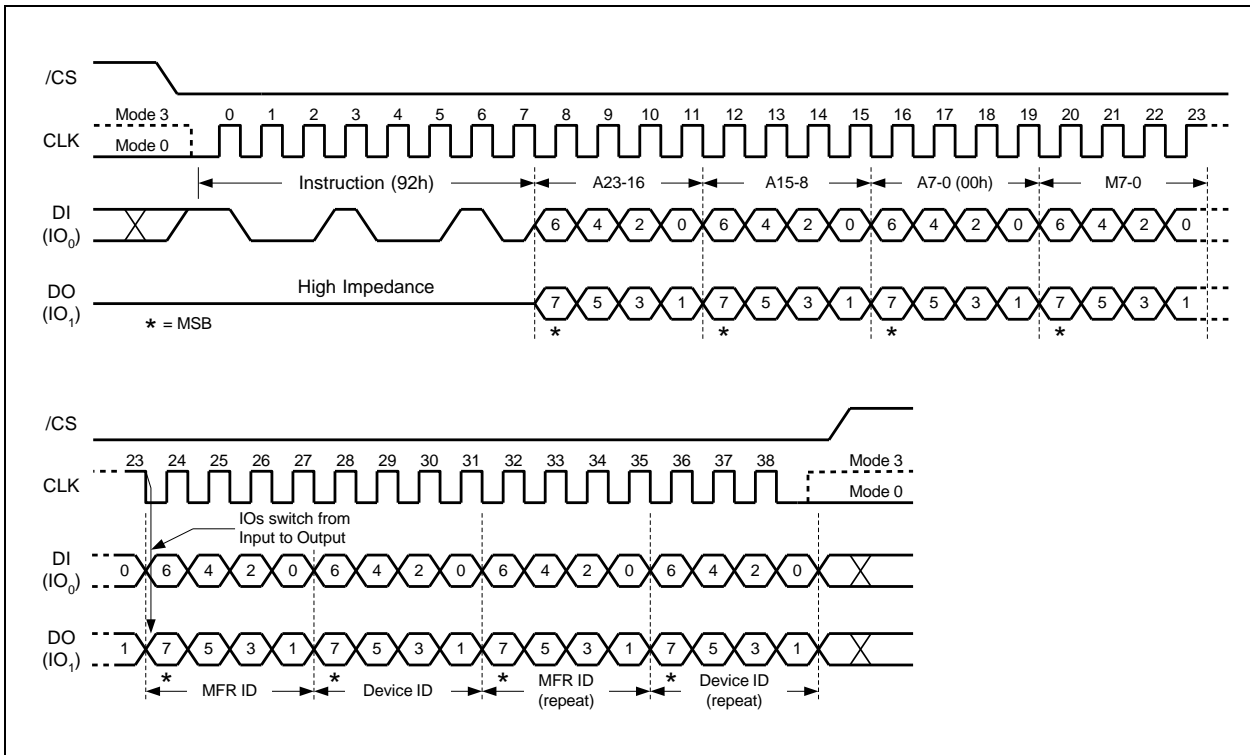 /CS
Mode 3 0 1 2 3 4 5 6 7 8 9 10 11 12 13 14 15 16 17 18 19 20 21 22 23
CLK
Mode 0
Instruction (92h) A23-16 A15-8 A7-0 (00h) M7-0
DI
(IO0) 6 4 2 0 6 4 2 0 6 4 2 0 6 4 2 0
High Impedance
DO
(IO1) 7 5 3 1 7 5 3 1 7 5 3 1 7 5 3 1
* = MSB * * * *
/CS
23 24 25 26 27 28 29 30 31 32 33 34 35 36 37 38 Mode 3
CLK
Mode 0
IOs switch from
Input to Output
DI
(IO0) 0 6 4 2 0 6 4 2 0 6 4 2 0 6 4 2 0
DO
(IO1) 1 7 5 3 1 7 5 3 1 7 5 3 1 7 5 3 1
* * * *
MFR ID Device ID MFR ID
(repeat) Device ID
(repeat)